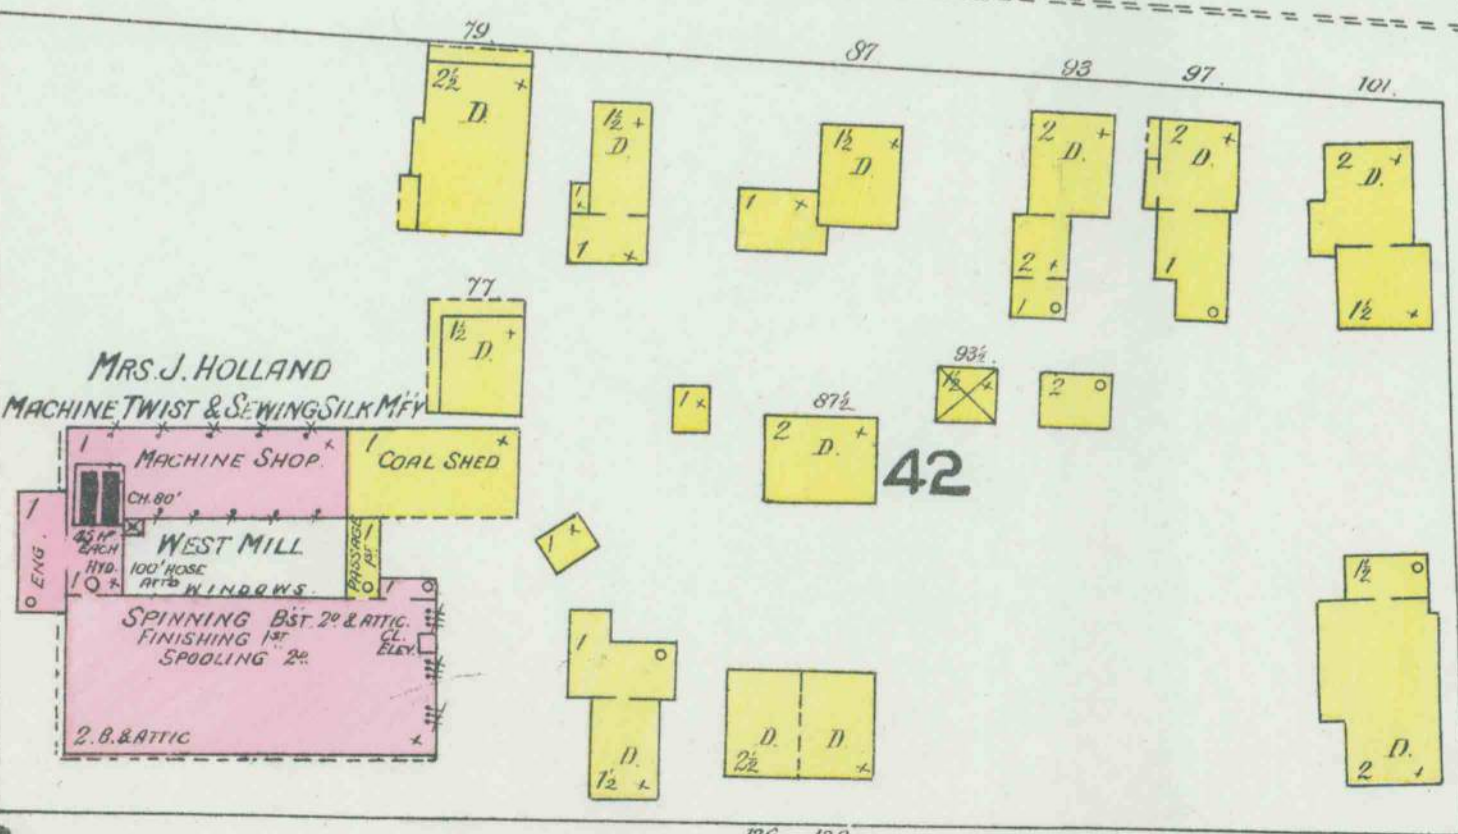 79.
87
93
97.
101.
2½
D.
1½
D.
1
1
1½
D.
1
2
D.
2
1
2
D.
1
2
D.
1½
77.
1½
D.
MRS. J. HOLLAND
MACHINE TWIST & SEWING SILK M'F'Y
1
MACHINE SHOP.
1
COAL SHED
CH. 80'
1
ENG.
45 HP
EACH
HYD.
1
WEST MILL
100' HOSE
ATT'D
WINDOWS.
PASSAGE 1ST
1
1
SPINNING BST. 2D & ATTIC.
FINISHING 1ST
SPOOLING 2D.
CL.
ELEV.
2. B. & ATTIC
1
1
87½
2
D.
42
93½.
1½
2
1
D.
1½
D.
D.
2½
1½
D.
2